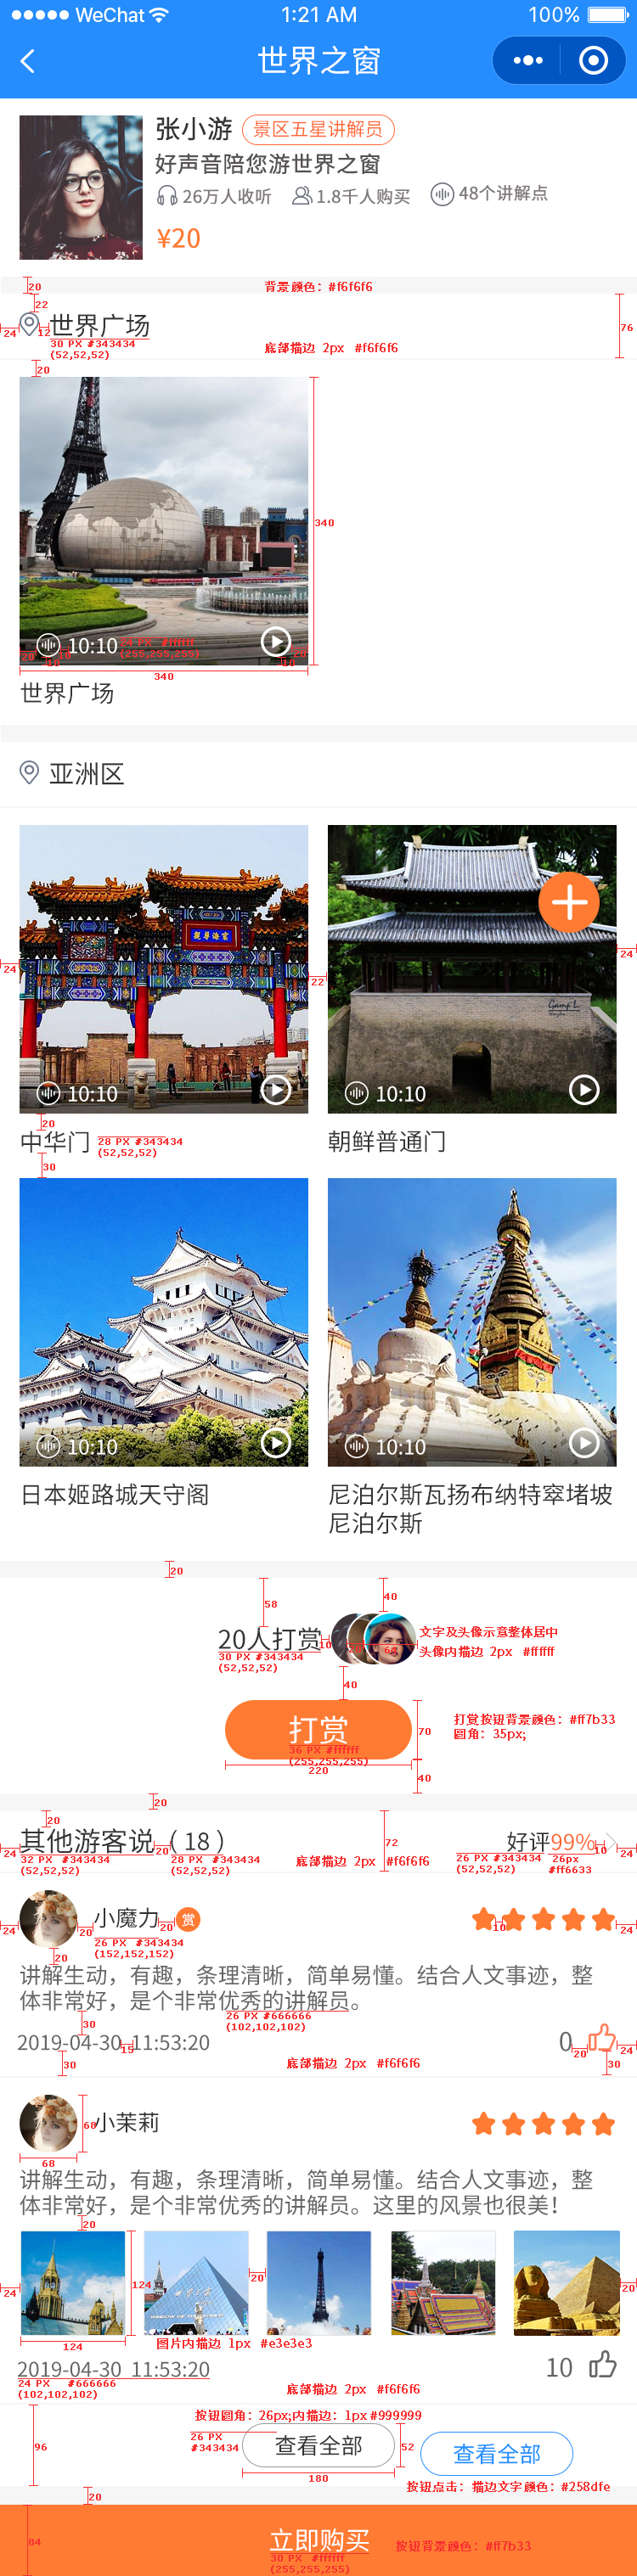 WeChat 1:21 AM 100%
世界之窗
张小游 景区五星讲解员
好声音陪您游世界之窗
26万人收听 1.8千人购买 48个讲解点
¥20
20 背景颜色：#f6f6f6
22
24 12 世界广场 76
30 PX #343434
(52,52,52)
底部描边 2px #f6f6f6
20
340
10:10 24 PX #ffffff
(255,255,255)
20 10 20
340
世界广场
亚洲区
24 22 24
10:10 10:10
20
中华门 28 PX #343434
(52,52,52)
朝鲜普通门
30
10:10 10:10
日本姬路城天守阁 尼泊尔斯瓦扬布纳特窣堵坡
尼泊尔斯
20
58 40
20人打赏 10 文字及头像示意整体居中
30 PX #343434
(52,52,52)
头像内描边 2px #ffffff
40
打赏 70 打赏按钮背景颜色：#ff7b33
圆角：35px;
36 PX #ffffff
(255,255,255)
220 40
20
20
24 其他游客说 20 （18） 72 好评99% 10 24
32 PX #343434
(52,52,52)
28 PX #343434
(52,52,52)
底部描边 2px #f6f6f6
26 PX #343434
(52,52,52)
26px
#ff6633
24 20 小魔力 20 赏 10 24
26 PX #343434
(152,152,152)
20
讲解生动，有趣，条理清晰，简单易懂。结合人文事迹，整
体非常好，是个非常优秀的讲解员。
26 PX #666666
(102,102,102)
30
2019-04-30 15 11:53:20 0 20 24
30 底部描边 2px #f6f6f6 30
68 小茉莉
68
讲解生动，有趣，条理清晰，简单易懂。结合人文事迹，整
体非常好，是个非常优秀的讲解员。这里的风景也很美！
20
24 124 20 20
124 图片内描边 1px #e3e3e3
2019-04-30 11:53:20 10
24 PX #666666
(102,102,102)
底部描边 2px #f6f6f6
按钮圆角：26px;内描边：1px #999999
96 26 PX
#343434
查看全部 52 查看全部
180 按钮点击：描边文字颜色：#258dfe
20
84 立即购买 按钮背景颜色：#ff7b33
30 PX #ffffff
(255,255,255)